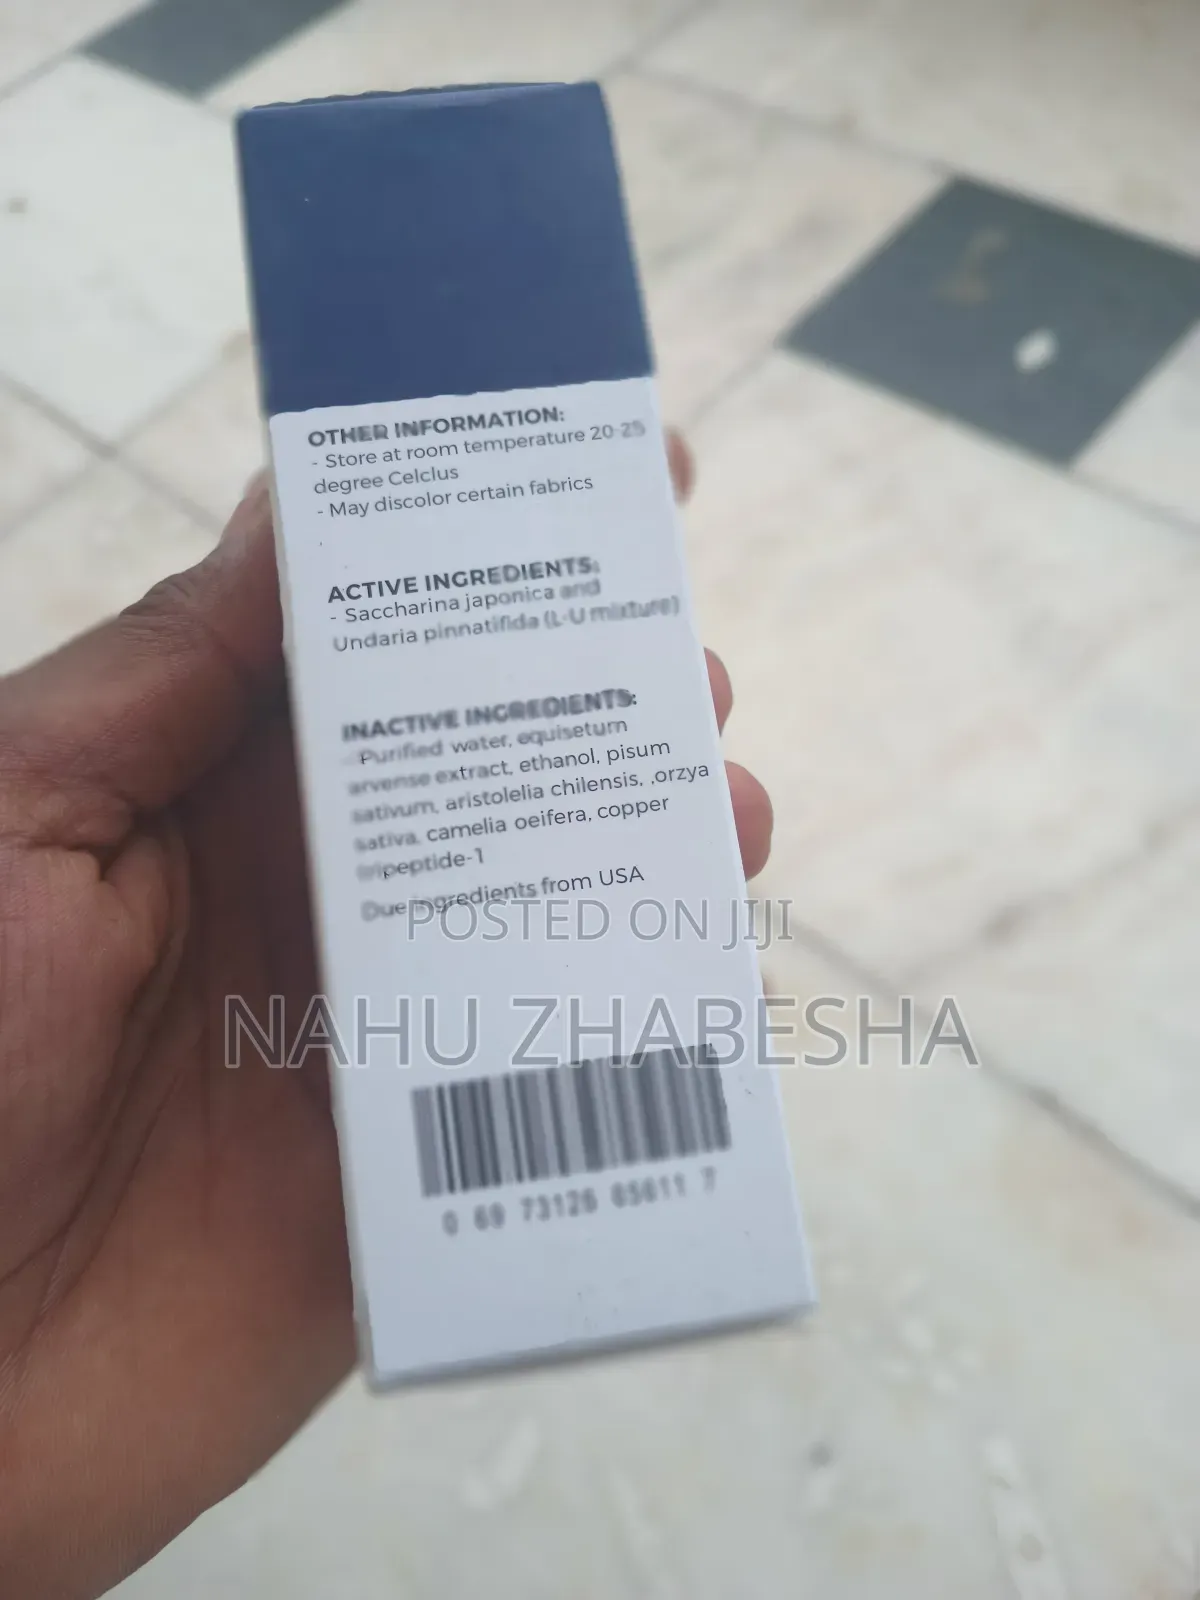 OTHER INFORMATION:
- Store at room temperature 20-25
degree Celclus
- May discolor certain fabrics
ACTIVE INGREDIENTS:
- Saccharina japonica and
Undaria pinnatifida (L-U mixture)
INACTIVE INGREDIENTS:
- Purified water, equisetum
arvense extract, ethanol, pisum
sativum, aristolelia chilensis, ,orzya
sativa, camelia oeifera, copper
tripeptide-1
Due ingredients from USA
POSTED ON JIJI
NAHU ZHABESHA
0 69 73126 05611 7